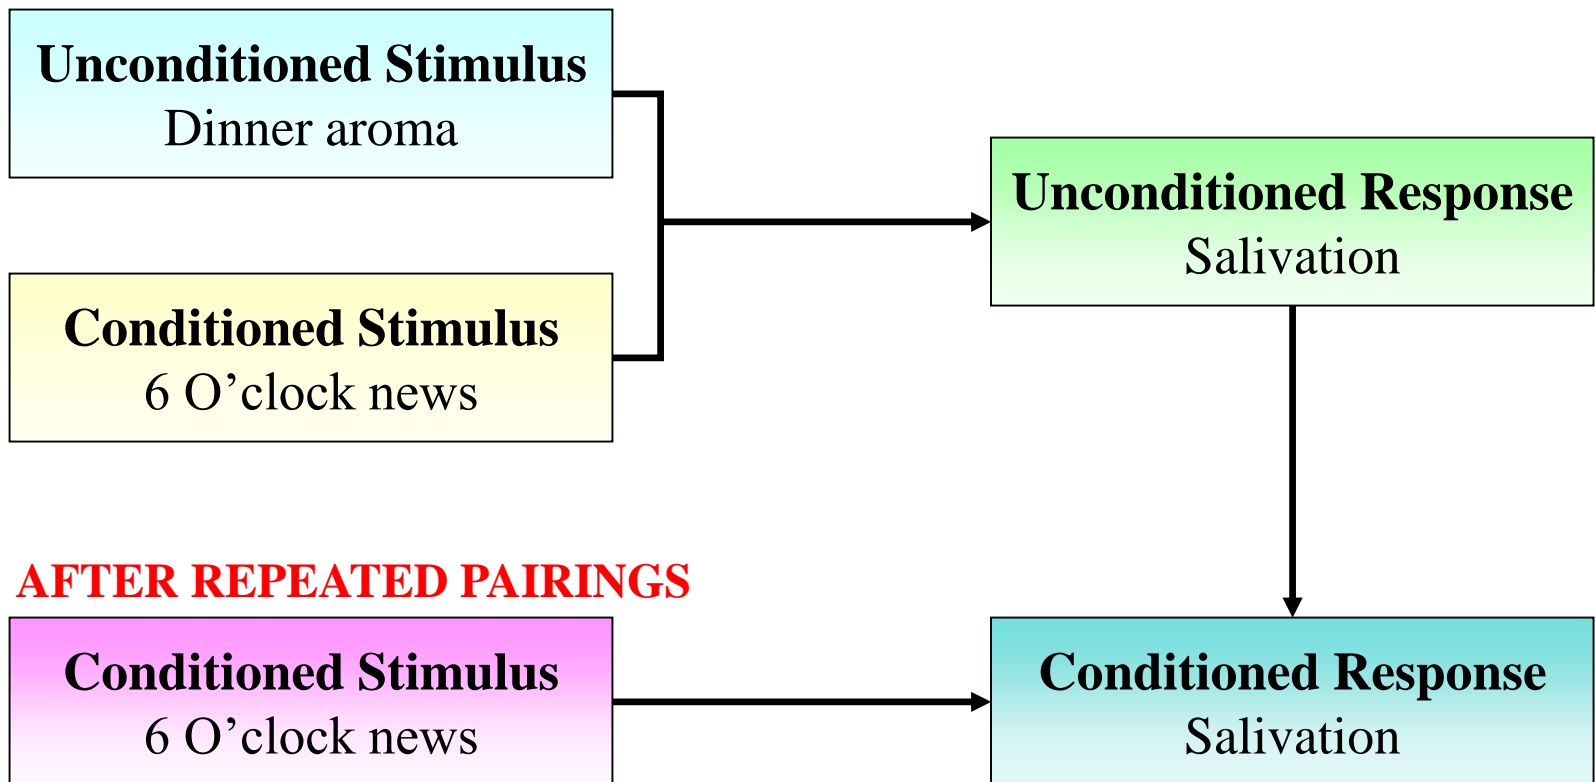 Unconditioned Stimulus
Dinner aroma
Unconditioned Response
Salivation
Conditioned Stimulus
6 O’clock news
AFTER REPEATED PAIRINGS
Conditioned Stimulus
6 O’clock news
Conditioned Response
Salivation